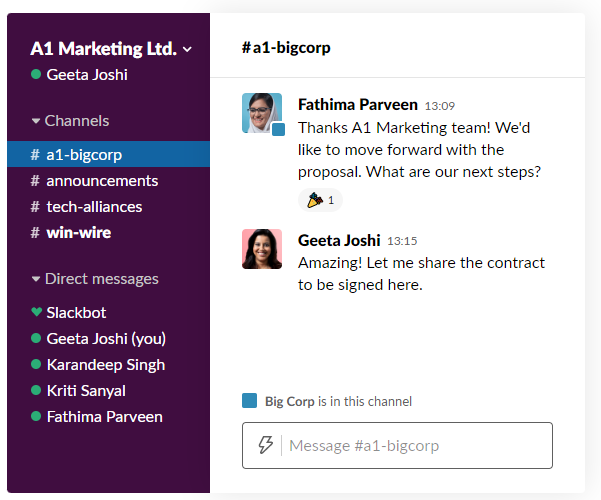 A1 Marketing Ltd.
Geeta Joshi
Channels
# a1-bigcorp
# announcements
# tech-alliances
# win-wire
Direct messages
Slackbot
Geeta Joshi (you)
Karandeep Singh
Kriti Sanyal
Fathima Parveen
#a1-bigcorp
Fathima Parveen 13:09
Thanks A1 Marketing team! We'd
like to move forward with the
proposal. What are our next steps?
1
Geeta Joshi 13:15
Amazing! Let me share the contract
to be signed here.
Big Corp is in this channel
Message #a1-bigcorp